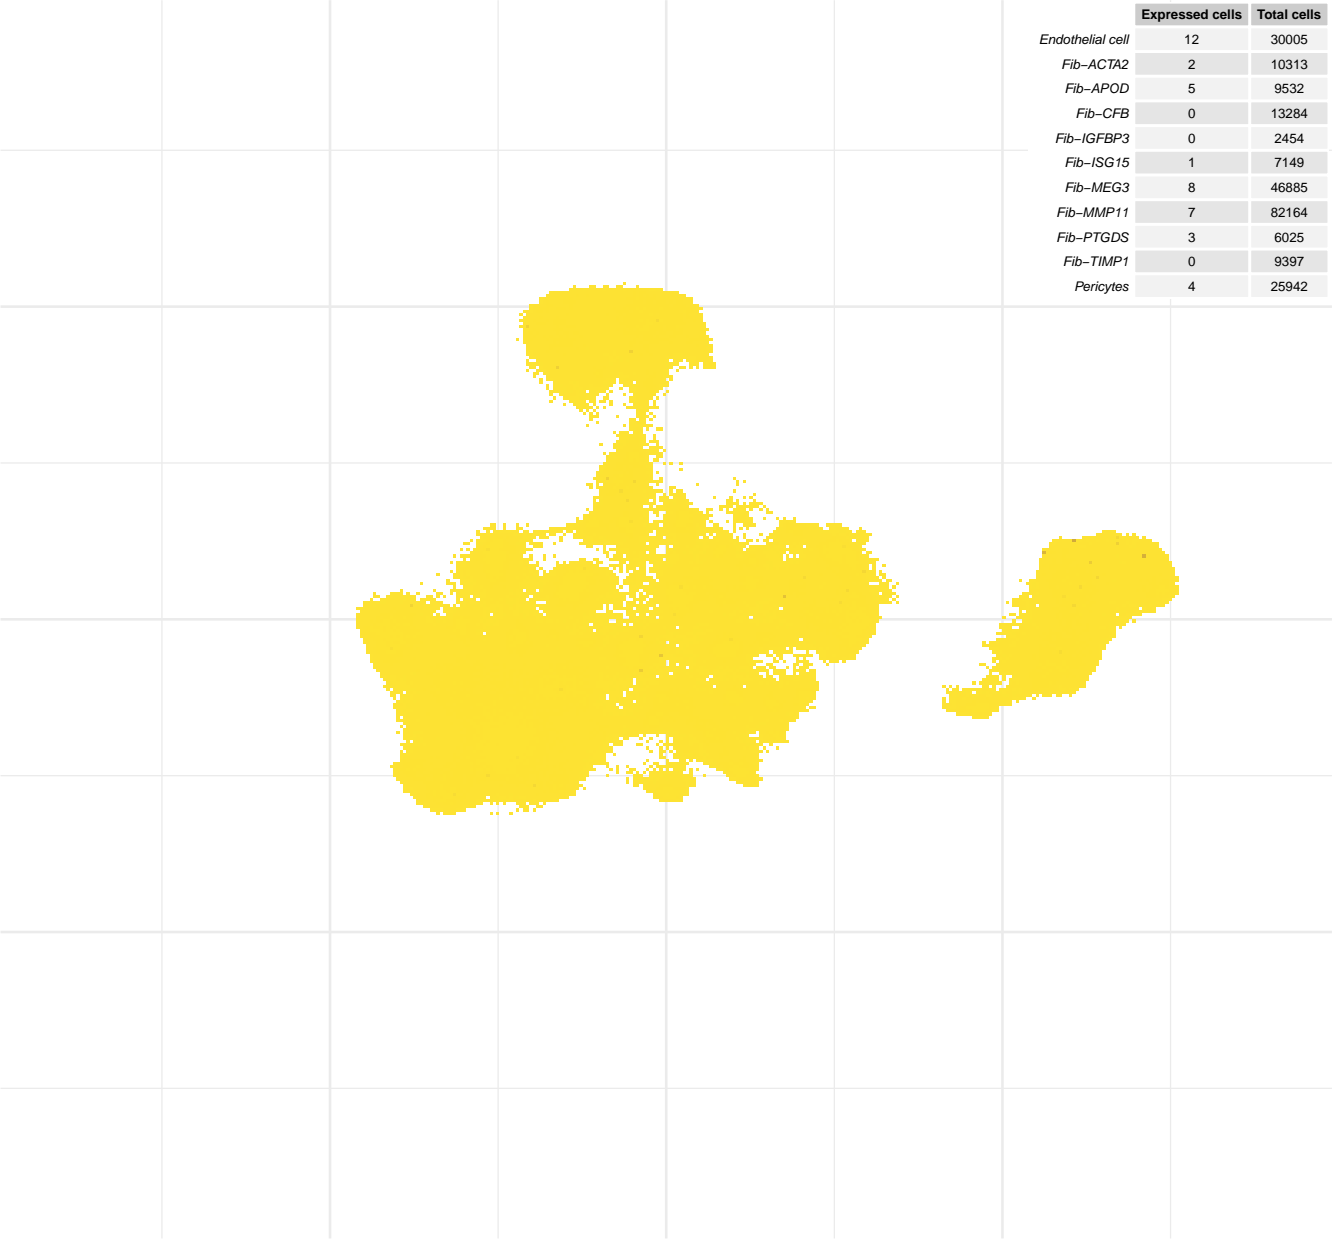 Expressed cells Total cells
Endothelial cell 12 30005
Fib−ACTA2 2 10313
Fib−APOD 5 9532
Fib−CFB 0 13284
Fib−IGFBP3 0 2454
Fib−ISG15 1 7149
Fib−MEG3 8 46885
Fib−MMP11 7 82164
Fib−PTGDS 3 6025
Fib−TIMP1 0 9397
Pericytes 4 25942